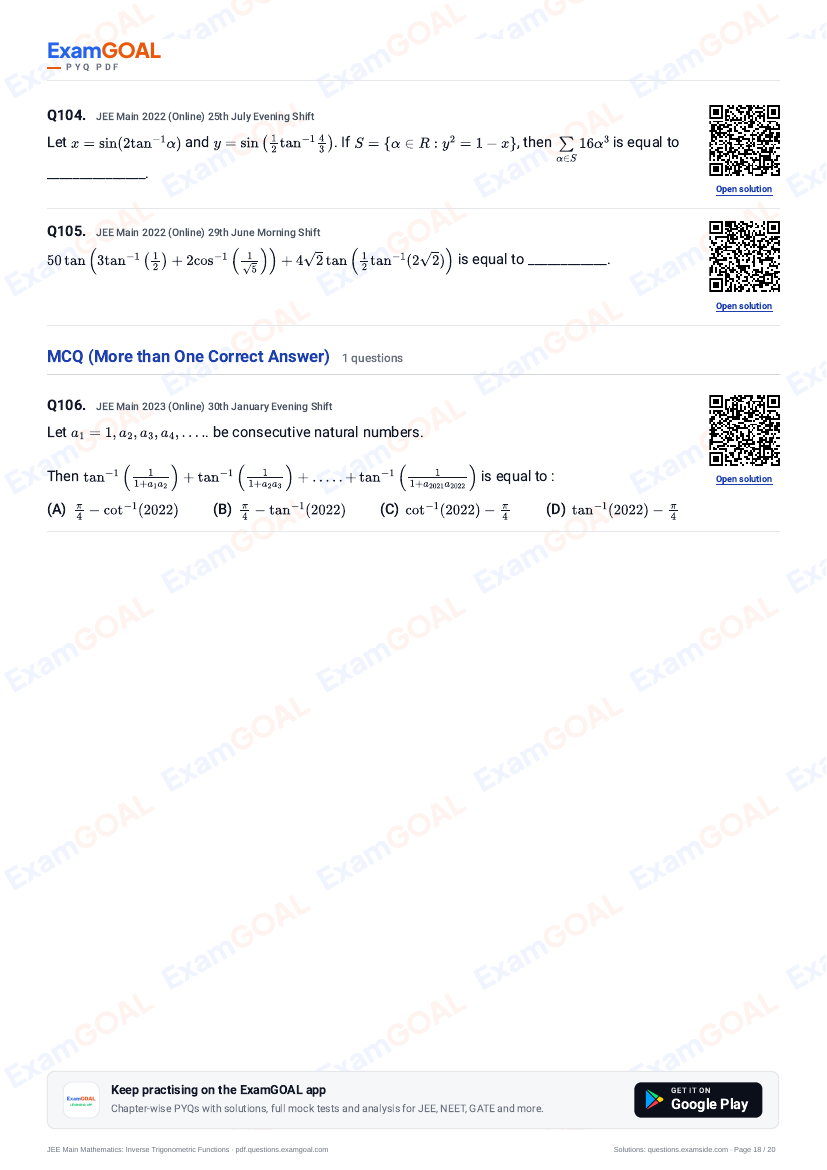 ExamGOAL
PYQ PDF
Q104. JEE Main 2022 (Online) 25th July Evening Shift
Let x = sin(2tan⁻¹α) and y = sin (½ tan⁻¹ 4/3). If S = {α ∈ R : y² = 1 − x}, then ∑_{α∈S} 16α³ is equal to
_______________.
Open solution
Q105. JEE Main 2022 (Online) 29th June Morning Shift
50 tan (3tan⁻¹ (1/2) + 2cos⁻¹ (1/√5)) + 4√2 tan (½ tan⁻¹(2√2)) is equal to ____________.
Open solution
MCQ (More than One Correct Answer) 1 questions
Q106. JEE Main 2023 (Online) 30th January Evening Shift
Let a₁ = 1, a₂, a₃, a₄, ..... be consecutive natural numbers.
Then tan⁻¹ (1/(1+a₁a₂)) + tan⁻¹ (1/(1+a₂a₃)) + ..... + tan⁻¹ (1/(1+a₂₀₂₁a₂₀₂₂)) is equal to :
Open solution
(A) π/4 − cot⁻¹(2022) (B) π/4 − tan⁻¹(2022) (C) cot⁻¹(2022) − π/4 (D) tan⁻¹(2022) − π/4
Keep practising on the ExamGOAL app
Chapter-wise PYQs with solutions, full mock tests and analysis for JEE, NEET, GATE and more.
ExamGOAL
GET IT ON
Google Play
JEE Main Mathematics: Inverse Trigonometric Functions · pdf.questions.examgoal.com
Solutions: questions.examside.com · Page 18 / 20